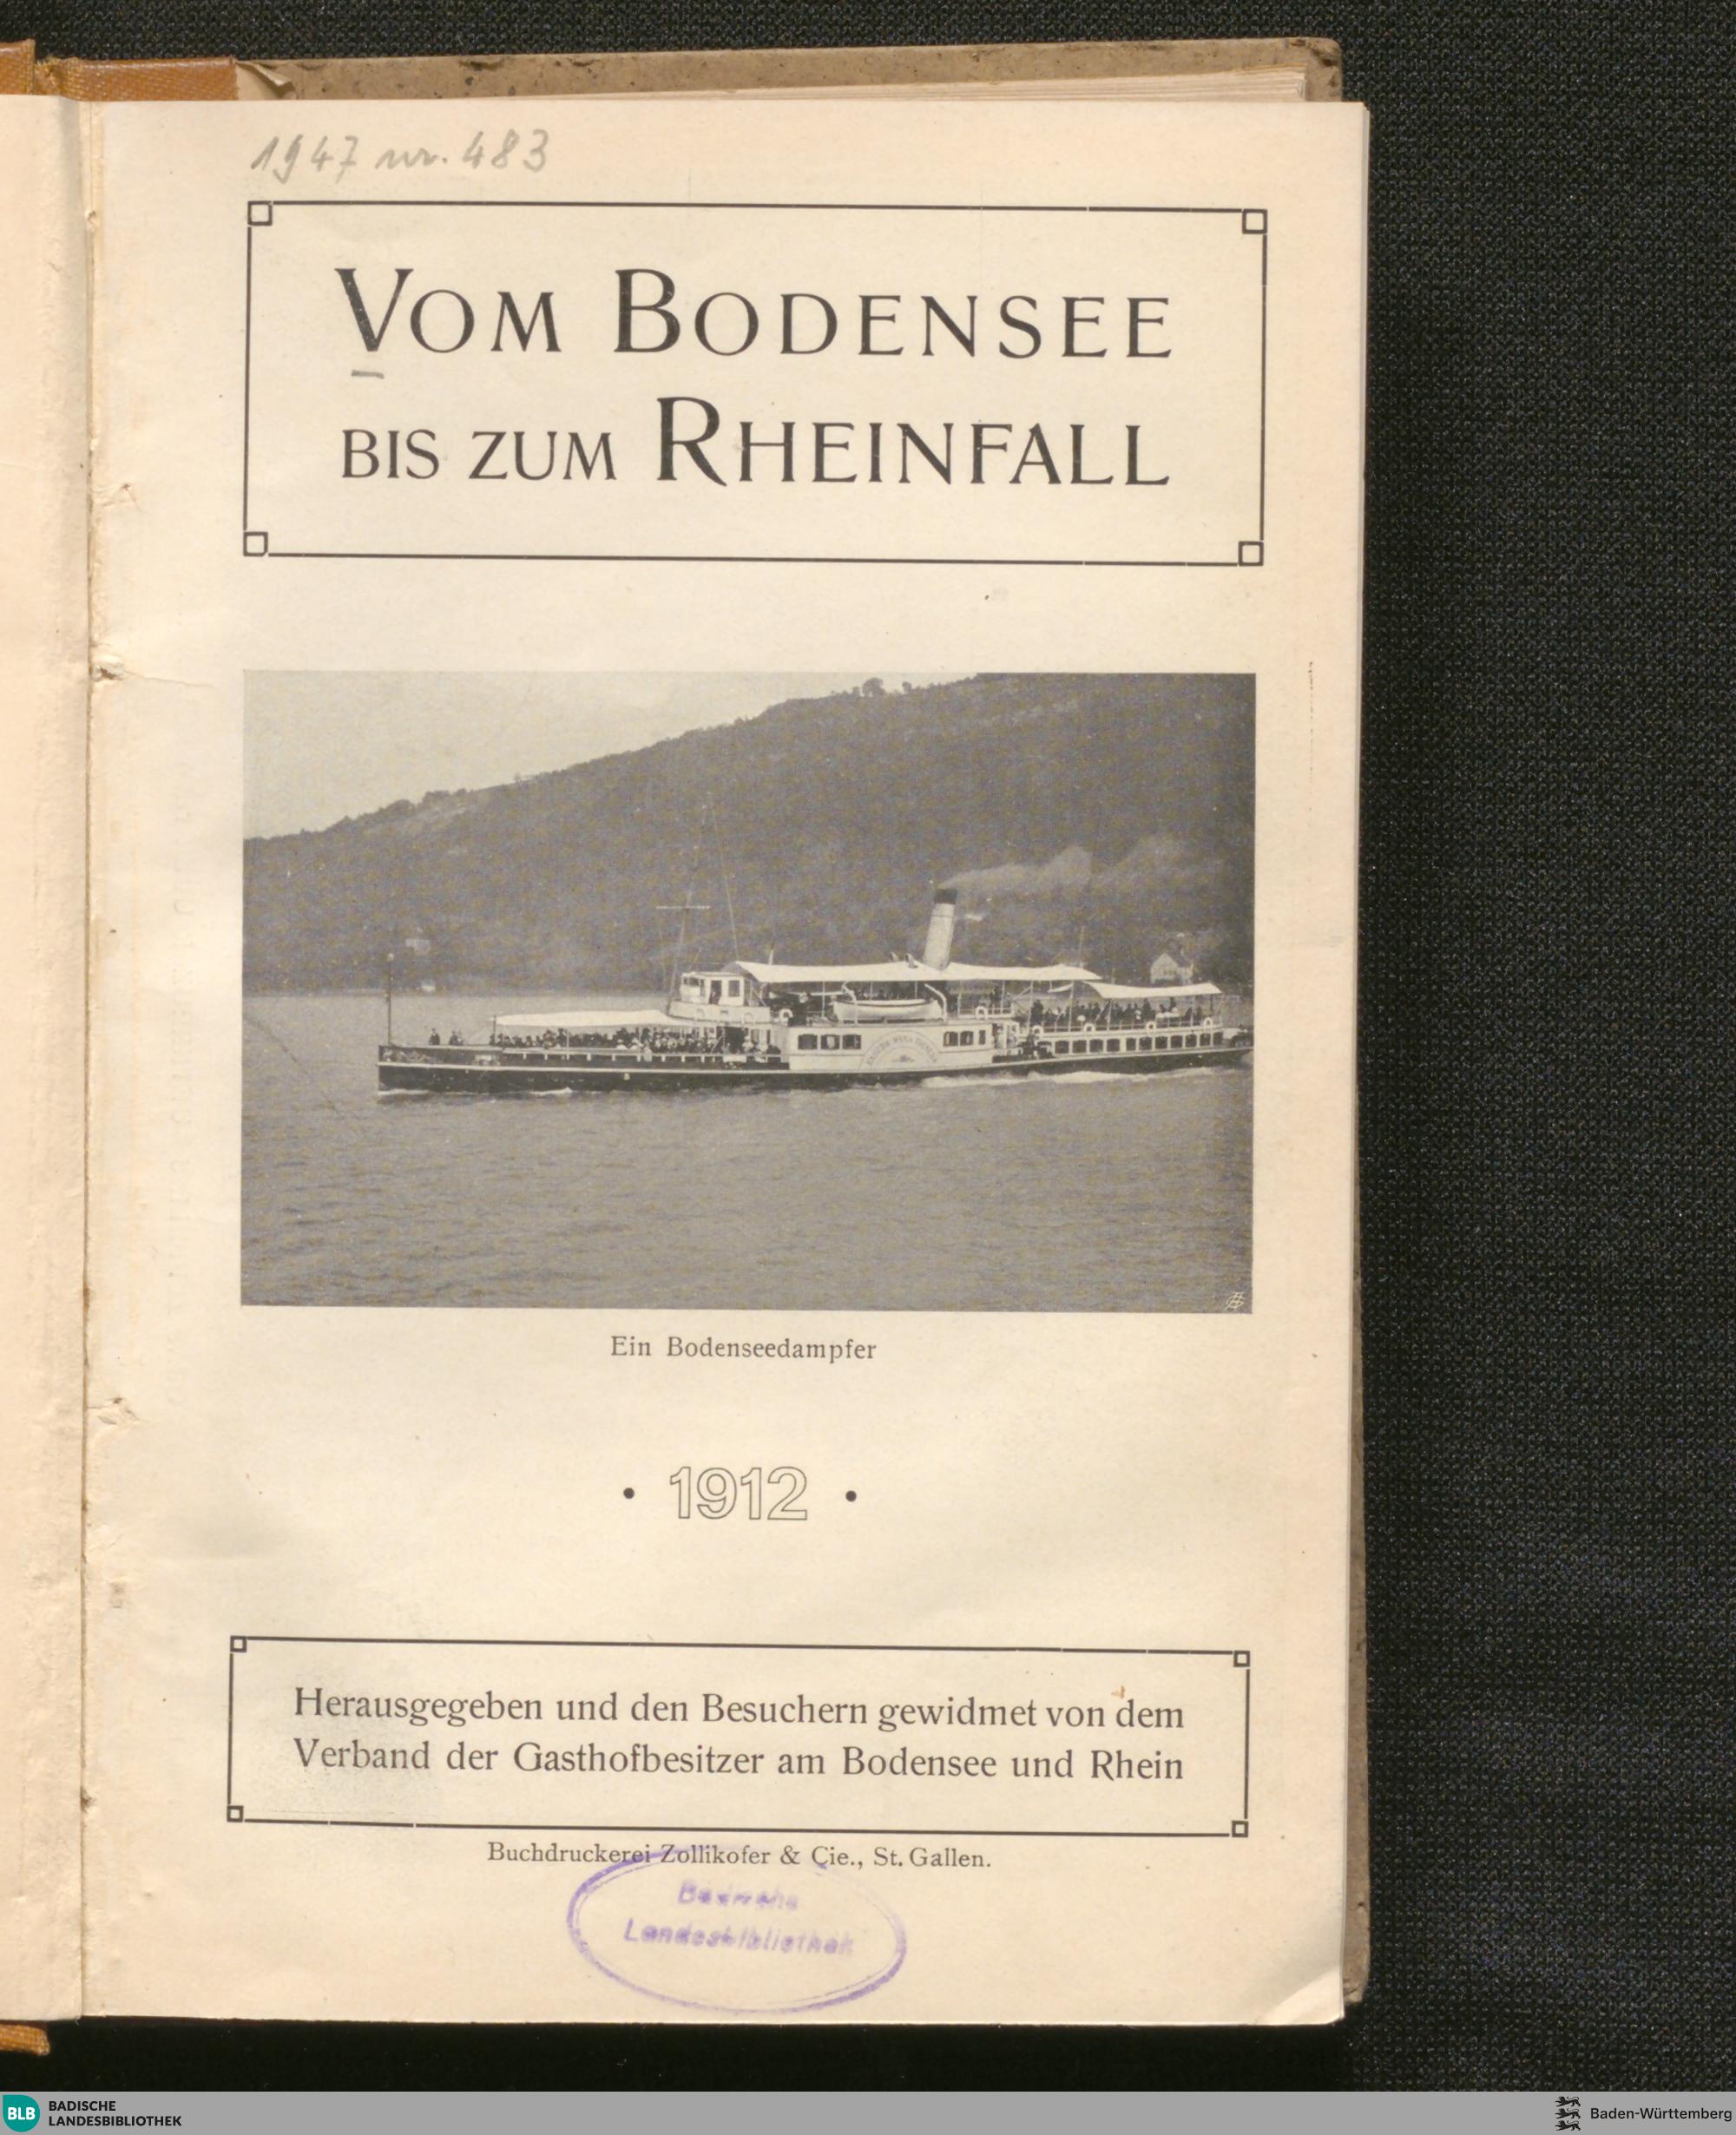 1947 nr. 483
VOM BODENSEE
BIS ZUM RHEINFALL
Ein Bodenseedampfer
• 1912 •
Herausgegeben und den Besuchern gewidmet von dem
Verband der Gasthofbesitzer am Bodensee und Rhein
Buchdruckerei Zollikofer & Cie., St. Gallen.
Badische
Landesbibliothek
BLB BADISCHE
LANDESBIBLIOTHEK
Baden-Württemberg